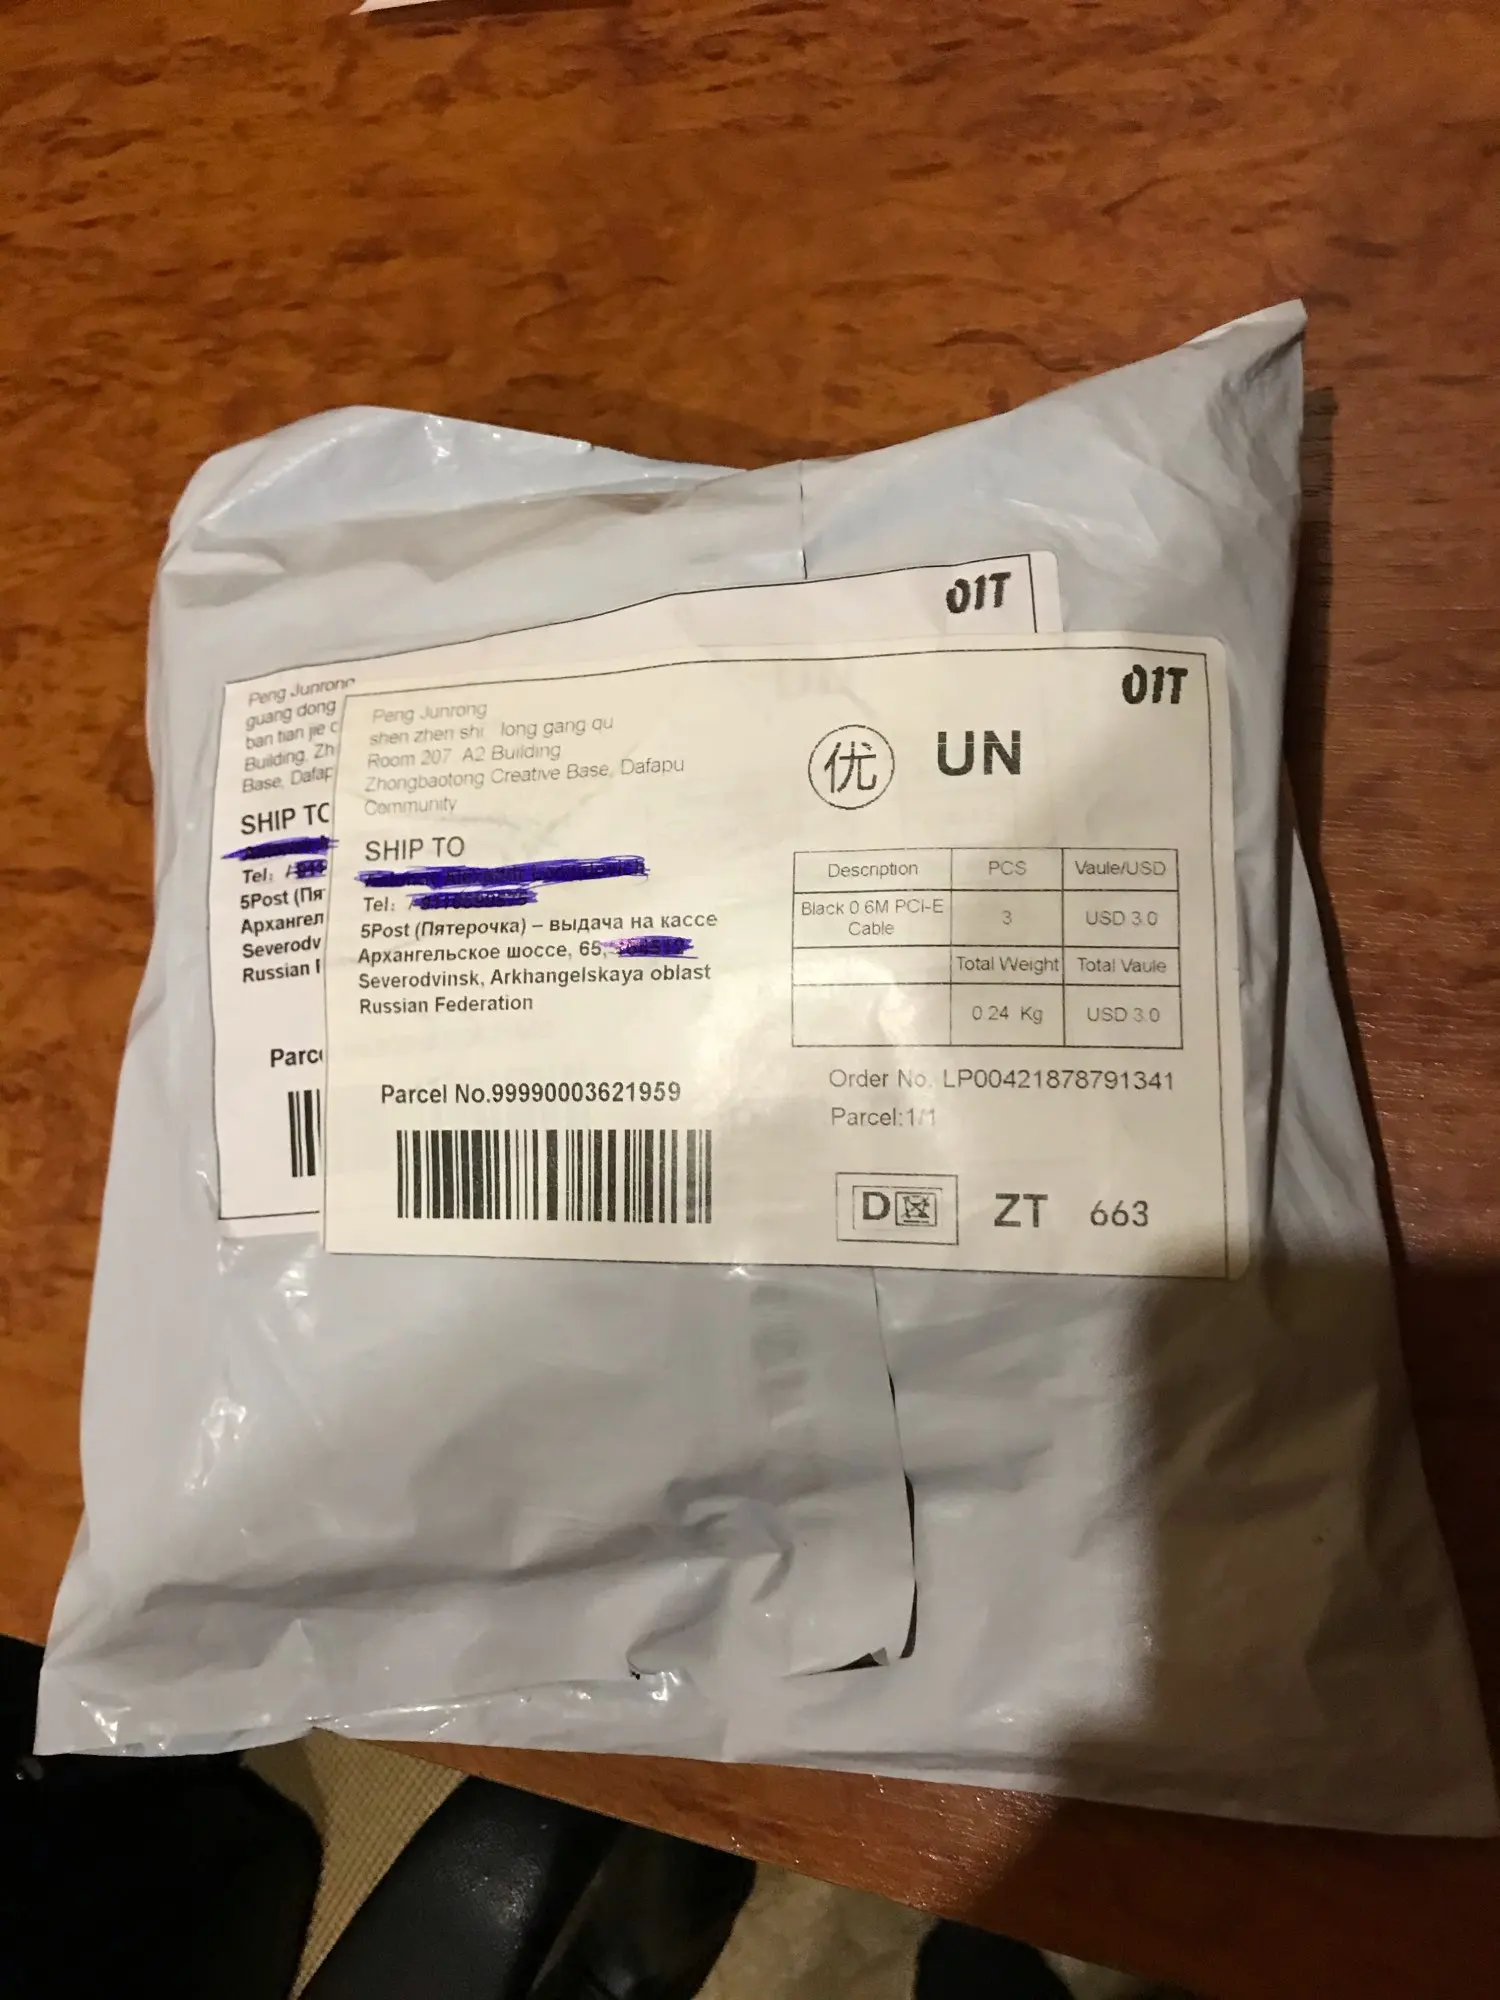 01T
Peng Junrong
guang dong
ban tian jie
Building, Zh
Base, Dafap
SHIP TO
Tel:
5Post (Пя
Архангел
Severodv
Russian
Parc
01T
Peng Junrong
shen zhen shi long gang qu
Room 207 A2 Building
Zhongbaotong Creative Base, Dafapu
Community
优 UN
SHIP TO
Tel:
5Post (Пятерочка) – выдача на кассе
Архангельское шоссе, 65,
Severodvinsk, Arkhangelskaya oblast
Russian Federation
Description PCS Vaule/USD
Black 0.6M PCI-E Cable 3 USD 3.0
Total Weight Total Vaule
0.24 Kg USD 3.0
Parcel No.99990003621959
Order No. LP00421878791341
Parcel:1/1
D ZT 663